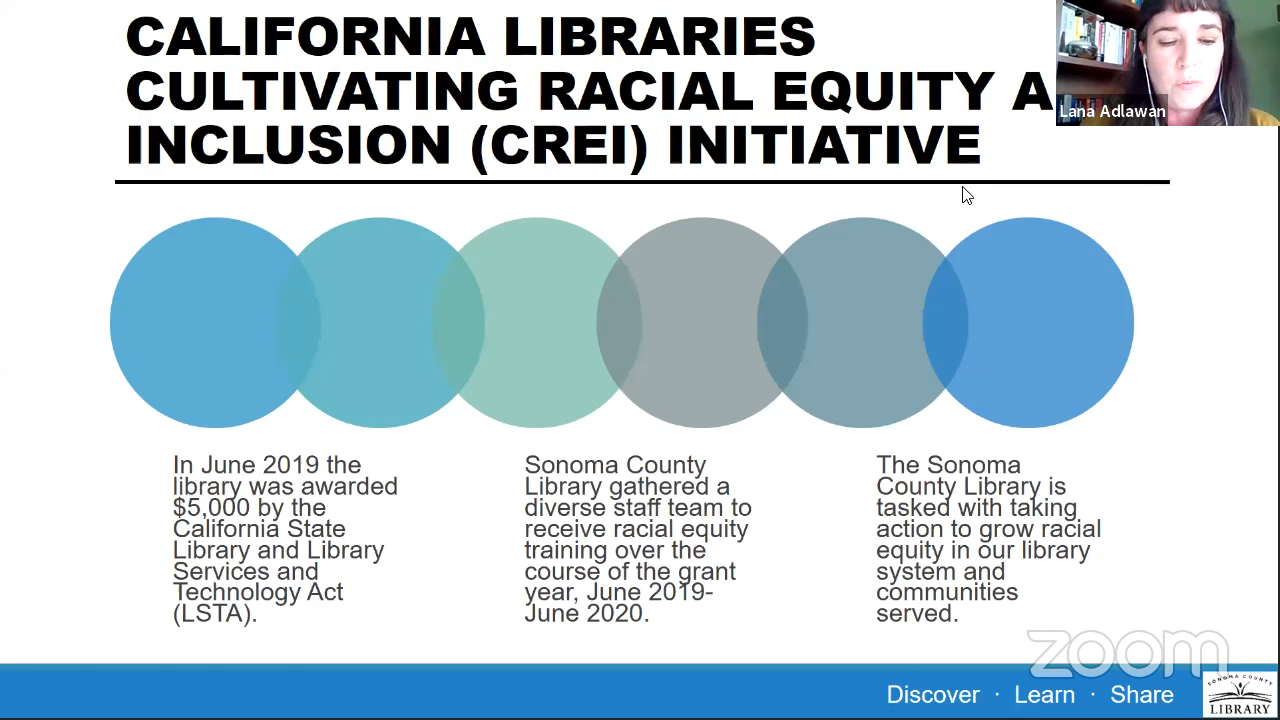 CALIFORNIA LIBRARIES
CULTIVATING RACIAL EQUITY A
INCLUSION (CREI) INITIATIVE
Lana Adlawan
In June 2019 the
library was awarded
$5,000 by the
California State
Library and Library
Services and
Technology Act
(LSTA).
Sonoma County
Library gathered a
diverse staff team to
receive racial equity
training over the
course of the grant
year, June 2019-
June 2020.
The Sonoma
County Library is
tasked with taking
action to grow racial
equity in our library
system and
communities
served.
zoom
Discover · Learn · Share
SONOMA COUNTY
LIBRARY